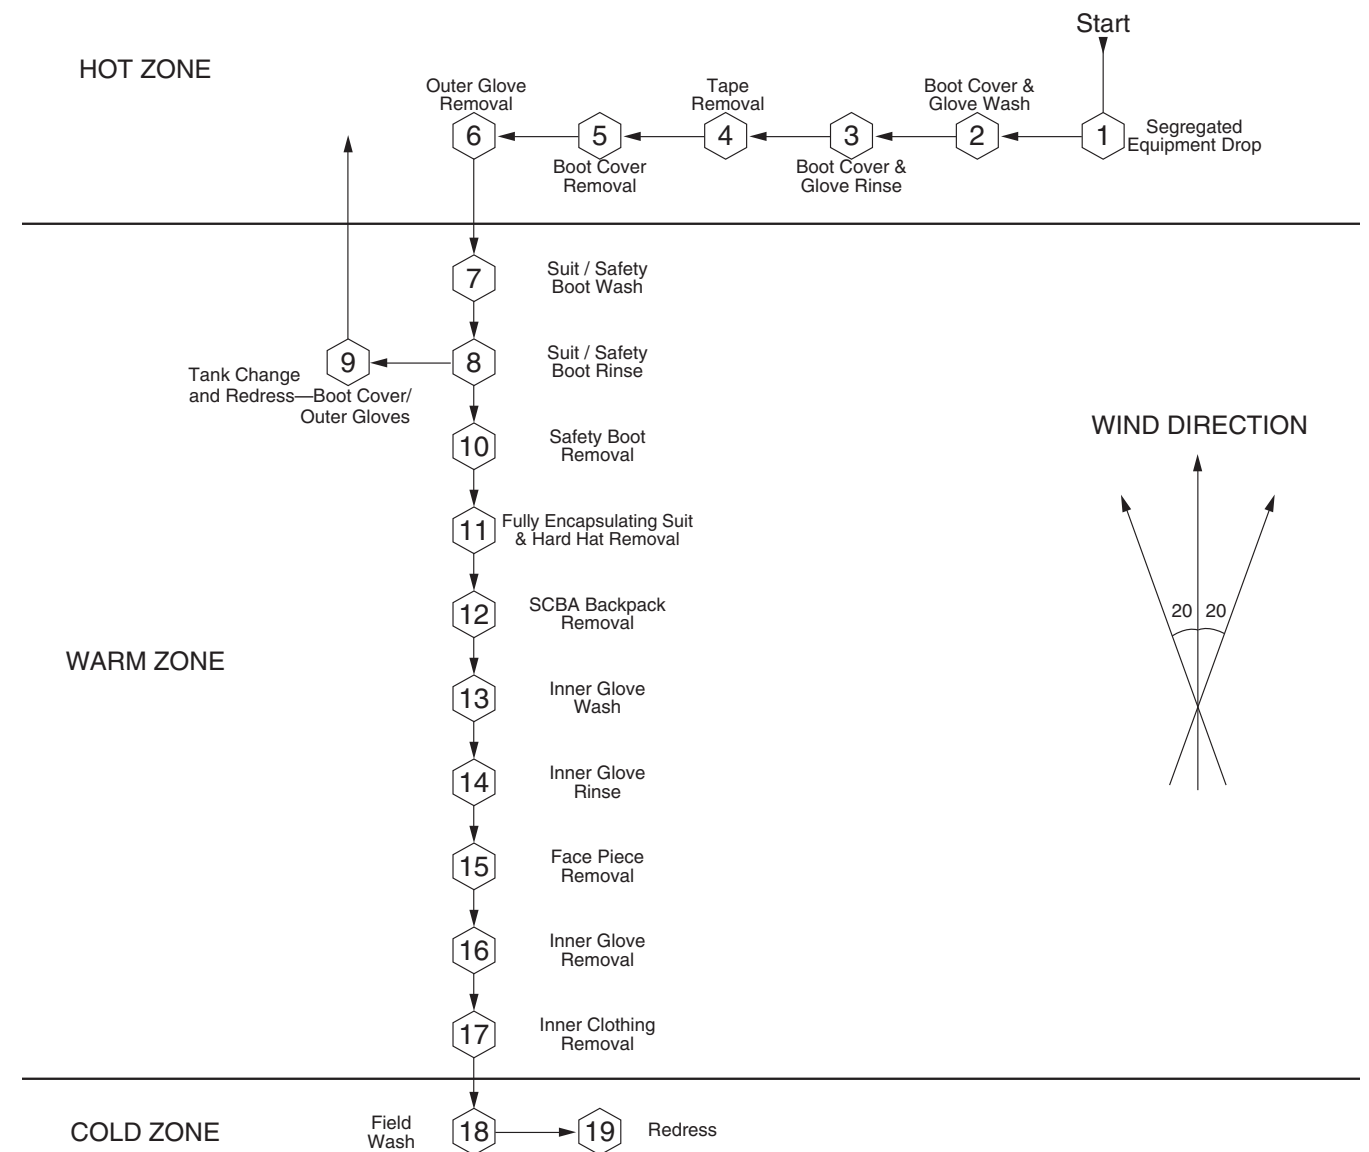 Start
HOT ZONE
Outer Glove
Removal
Tape
Removal
Boot Cover &
Glove Wash
6
5
4
3
2
1
Segregated
Equipment Drop
Boot Cover
Removal
Boot Cover &
Glove Rinse
7
Suit / Safety
Boot Wash
9
8
Suit / Safety
Boot Rinse
Tank Change
and Redress—Boot Cover/
Outer Gloves
10
Safety Boot
Removal
WIND DIRECTION
11
Fully Encapsulating Suit
& Hard Hat Removal
12
SCBA Backpack
Removal
20
20
WARM ZONE
13
Inner Glove
Wash
14
Inner Glove
Rinse
15
Face Piece
Removal
16
Inner Glove
Removal
17
Inner Clothing
Removal
COLD ZONE
Field
Wash
18
19
Redress